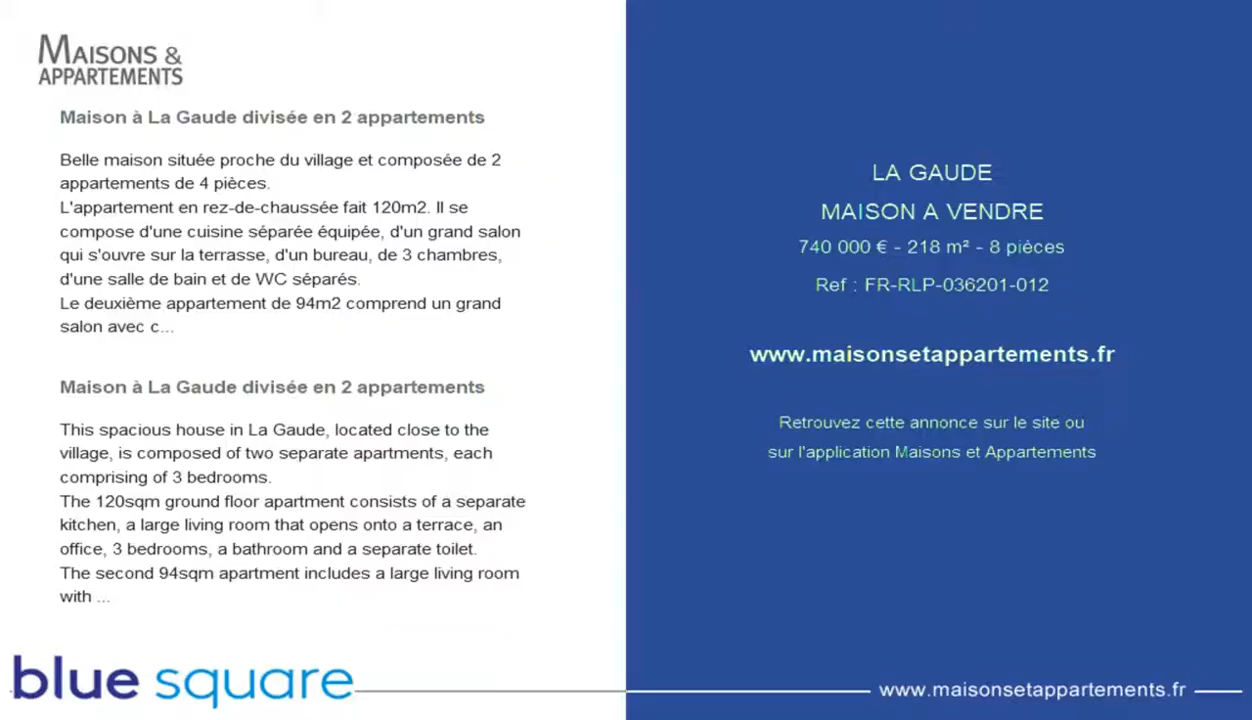 MAISONS &
APPARTEMENTS
Maison à La Gaude divisée en 2 appartements
Belle maison située proche du village et composée de 2
appartements de 4 pièces.
L'appartement en rez-de-chaussée fait 120m2. Il se
compose d'une cuisine séparée équipée, d'un grand salon
qui s'ouvre sur la terrasse, d'un bureau, de 3 chambres,
d'une salle de bain et de WC séparés.
Le deuxième appartement de 94m2 comprend un grand
salon avec c...
Maison à La Gaude divisée en 2 appartements
This spacious house in La Gaude, located close to the
village, is composed of two separate apartments, each
comprising of 3 bedrooms.
The 120sqm ground floor apartment consists of a separate
kitchen, a large living room that opens onto a terrace, an
office, 3 bedrooms, a bathroom and a separate toilet.
The second 94sqm apartment includes a large living room
with ...
blue square
LA GAUDE
MAISON A VENDRE
740 000 € - 218 m² - 8 pièces
Ref : FR-RLP-036201-012
www.maisonsetappartements.fr
Retrouvez cette annonce sur le site ou
sur l'application Maisons et Appartements
www.maisonsetappartements.fr